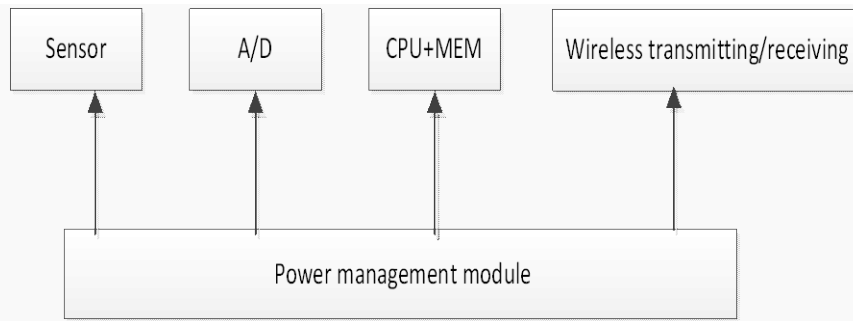 Sensor
A/D
CPU+MEM
Wireless transmitting/receiving
Power management module